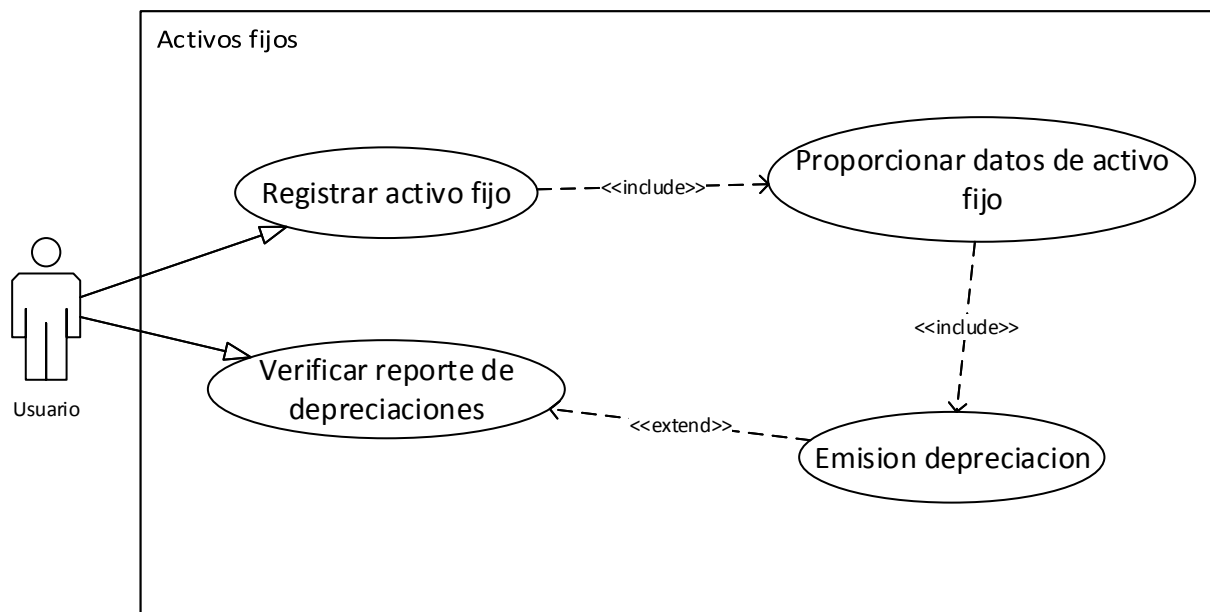 Activos fijos
Registrar activo fijo
<<include>>
Proporcionar datos de activo
fijo
<<include>>
Usuario
Verificar reporte de
depreciaciones
<<extend>>
Emision depreciacion